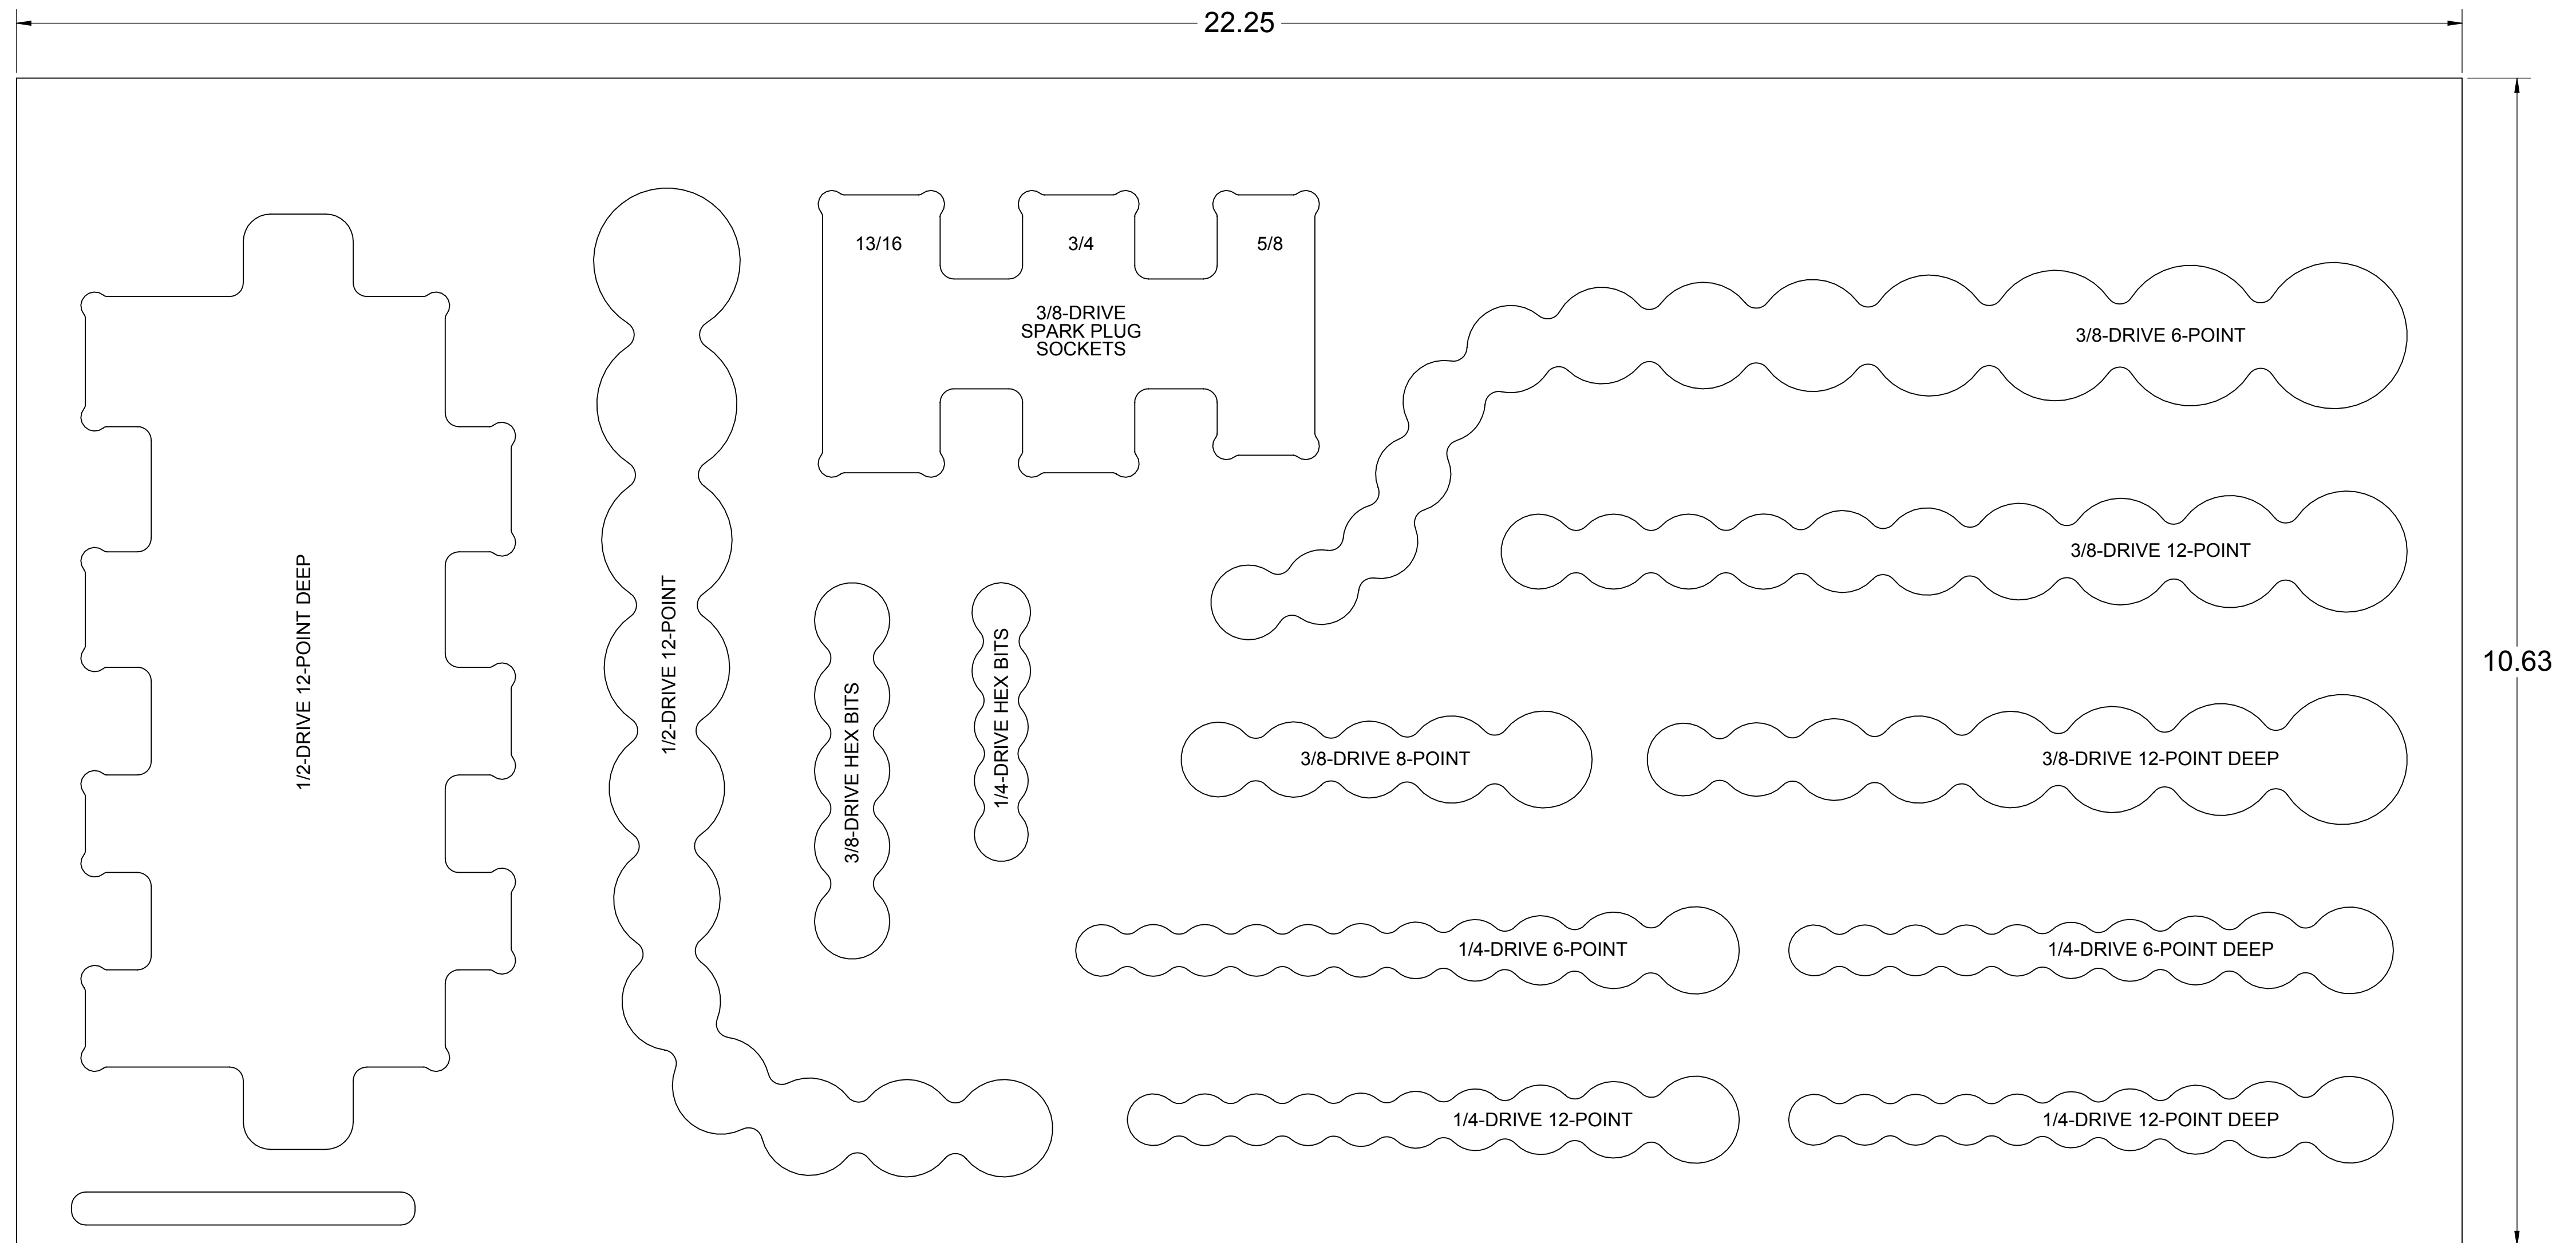 22.25
13/16
3/4
5/8
3/8-DRIVE
SPARK PLUG
SOCKETS
3/8-DRIVE 6-POINT
3/8-DRIVE 12-POINT
10.63
1/2-DRIVE 12-POINT DEEP
1/2-DRIVE 12-POINT
3/8-DRIVE HEX BITS
1/4-DRIVE HEX BITS
3/8-DRIVE 8-POINT
3/8-DRIVE 12-POINT DEEP
1/4-DRIVE 6-POINT
1/4-DRIVE 6-POINT DEEP
1/4-DRIVE 12-POINT
1/4-DRIVE 12-POINT DEEP